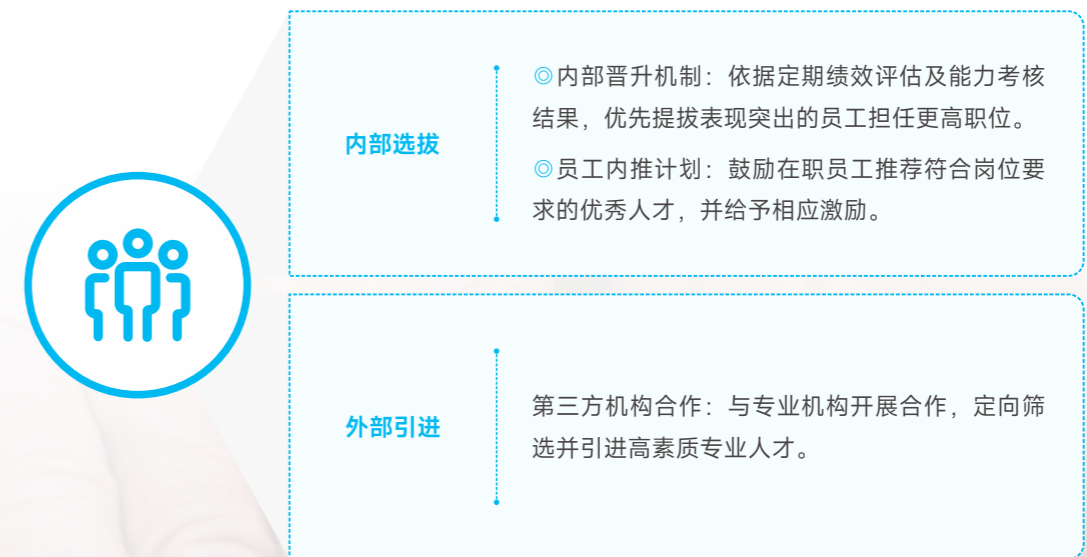 内部选拔
◎内部晋升机制：依据定期绩效评估及能力考核
结果，优先提拔表现突出的员工担任更高职位。
◎员工内推计划：鼓励在职员工推荐符合岗位要
求的优秀人才，并给予相应激励。
外部引进
第三方机构合作：与专业机构开展合作，定向筛
选并引进高素质专业人才。